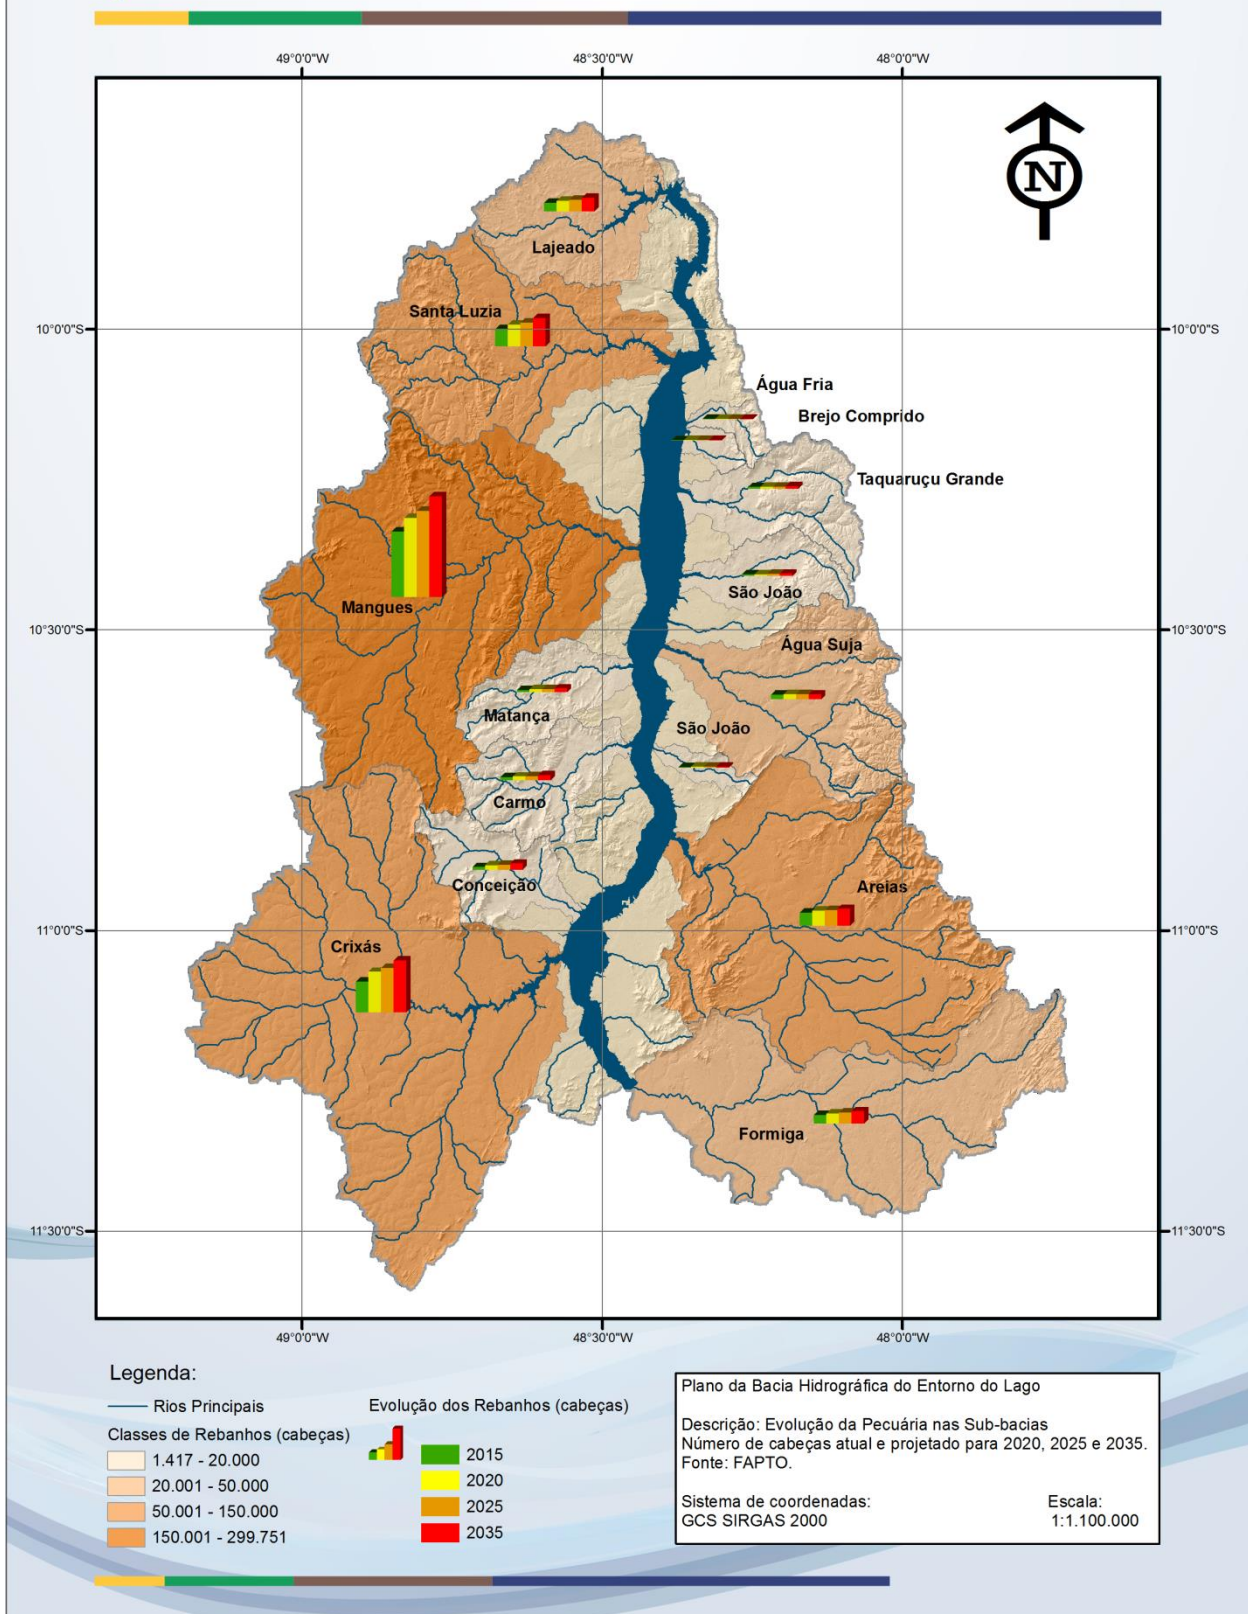 49°0'0"W
48°30'0"W
48°0'0"W
N
Lajeado
Santa Luzia
10°0'0"S
10°0'0"S
Água Fria
Brejo Comprido
Taquaruçu Grande
São João
Mangues
10°30'0"S
10°30'0"S
Água Suja
Matança
São João
Carmo
Conceição
Areias
11°0'0"S
11°0'0"S
Crixás
Formiga
11°30'0"S
11°30'0"S
49°0'0"W
48°30'0"W
48°0'0"W
Legenda:
Rios Principais
Classes de Rebanhos (cabeças)
1.417 - 20.000
20.001 - 50.000
50.001 - 150.000
150.001 - 299.751
Evolução dos Rebanhos (cabeças)
2015
2020
2025
2035
Plano da Bacia Hidrográfica do Entorno do Lago
Descrição: Evolução da Pecuária nas Sub-bacias
Número de cabeças atual e projetado para 2020, 2025 e 2035.
Fonte: FAPTO.
Sistema de coordenadas:
GCS SIRGAS 2000
Escala:
1:1.100.000